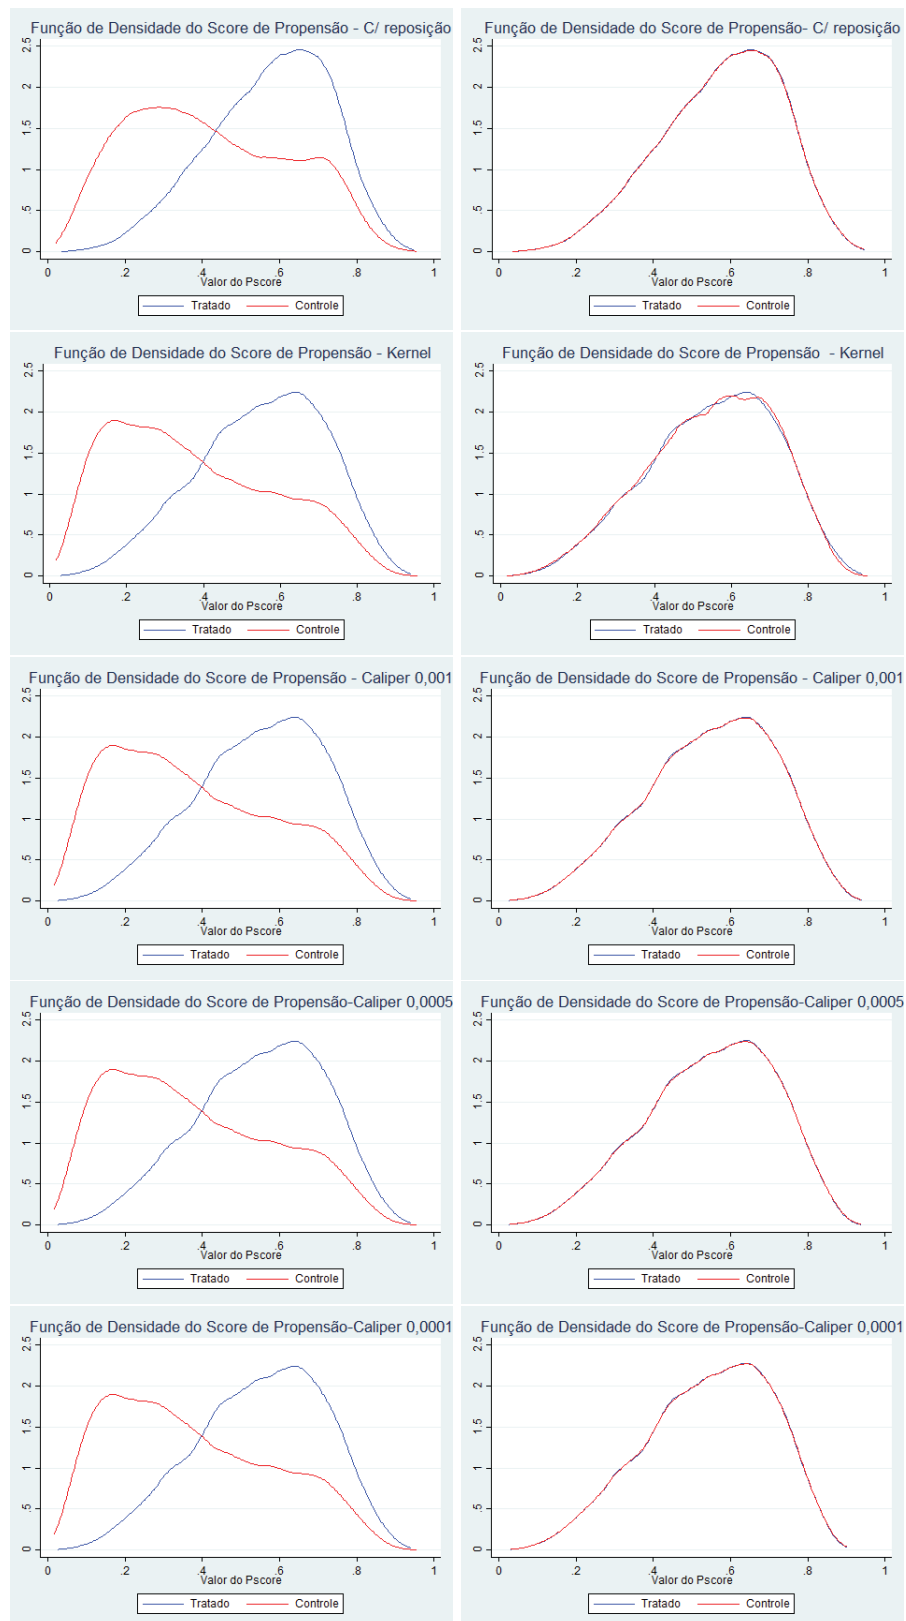 Função de Densidade do Score de Propensão - C/ reposição
2.5
2
1.5
1
.5
0
0 .2 .4 .6 .8 1
Valor do Pscore
Tratado Controle
Função de Densidade do Score de Propensão- C/ reposição
2.5
2
1.5
1
.5
0
0 .2 .4 .6 .8 1
Valor do Pscore
Tratado Controle
Função de Densidade do Score de Propensão - Kernel
2.5
2
1.5
1
.5
0
0 .2 .4 .6 .8 1
Valor do Pscore
Tratado Controle
Função de Densidade do Score de Propensão - Kernel
2.5
2
1.5
1
.5
0
0 .2 .4 .6 .8 1
Valor do Pscore
Tratado Controle
Função de Densidade do Score de Propensão - Caliper 0,001
2.5
2
1.5
1
.5
0
0 .2 .4 .6 .8 1
Valor do Pscore
Tratado Controle
Função de Densidade do Score de Propensão - Caliper 0,001
2.5
2
1.5
1
.5
0
0 .2 .4 .6 .8 1
Valor do Pscore
Tratado Controle
Função de Densidade do Score de Propensão-Caliper 0,0005
2.5
2
1.5
1
.5
0
0 .2 .4 .6 .8 1
Valor do Pscore
Tratado Controle
Função de Densidade do Score de Propensão-Caliper 0,0005
2.5
2
1.5
1
.5
0
0 .2 .4 .6 .8 1
Valor do Pscore
Tratado Controle
Função de Densidade do Score de Propensão-Caliper 0,0001
2.5
2
1.5
1
.5
0
0 .2 .4 .6 .8 1
Valor do Pscore
Tratado Controle
Função de Densidade do Score de Propensão-Caliper 0,0001
2.5
2
1.5
1
.5
0
0 .2 .4 .6 .8 1
Valor do Pscore
Tratado Controle